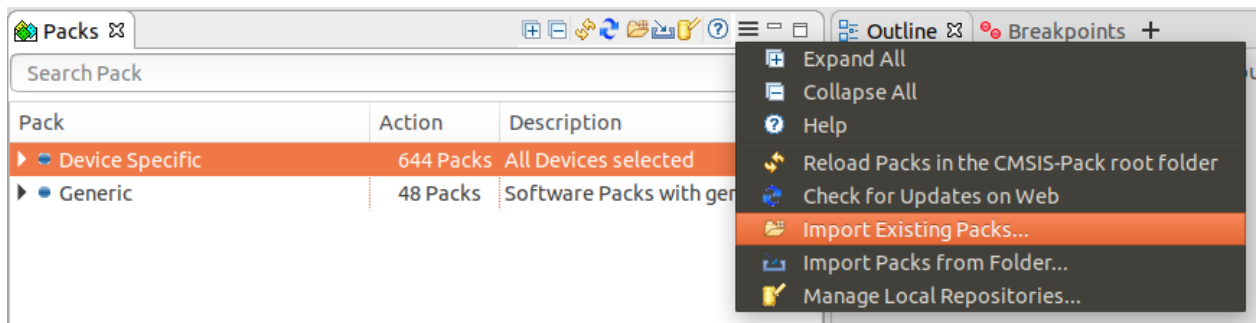 Packs
Outline
Breakpoints
Search Pack
Expand All
Collapse All
Help
Reload Packs in the CMSIS-Pack root folder
Check for Updates on Web
Import Existing Packs...
Import Packs from Folder...
Manage Local Repositories...
Pack Action Description
Device Specific 644 Packs All Devices selected
Generic 48 Packs Software Packs with